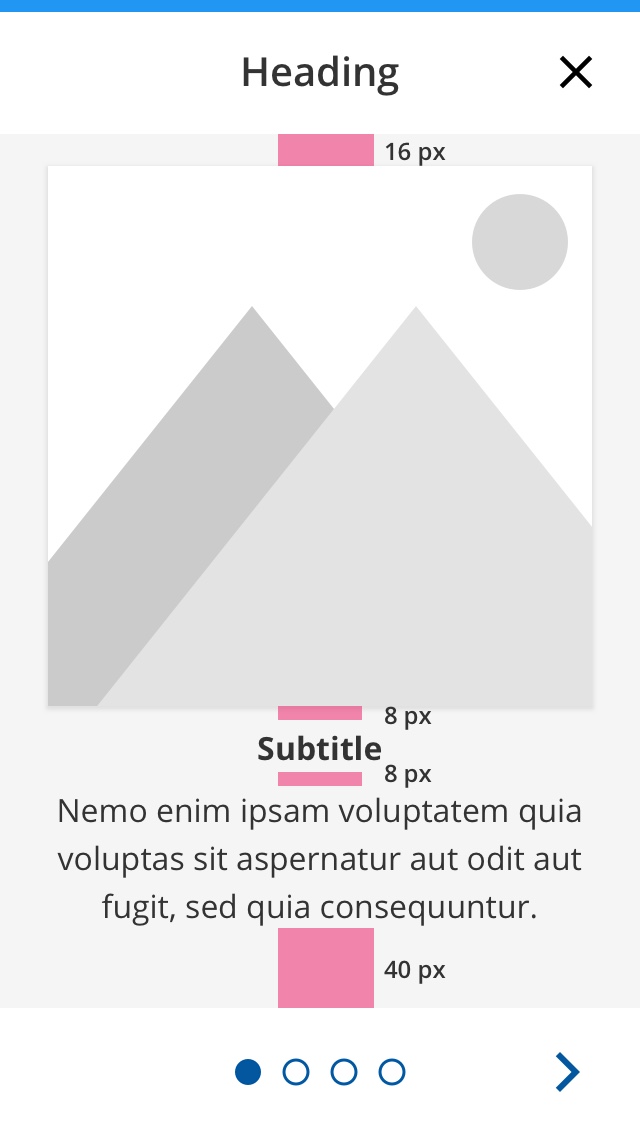 Heading
16 px
8 px
Subtitle
8 px
Nemo enim ipsam voluptatem quia
voluptas sit aspernatur aut odit aut
fugit, sed quia consequuntur.
40 px